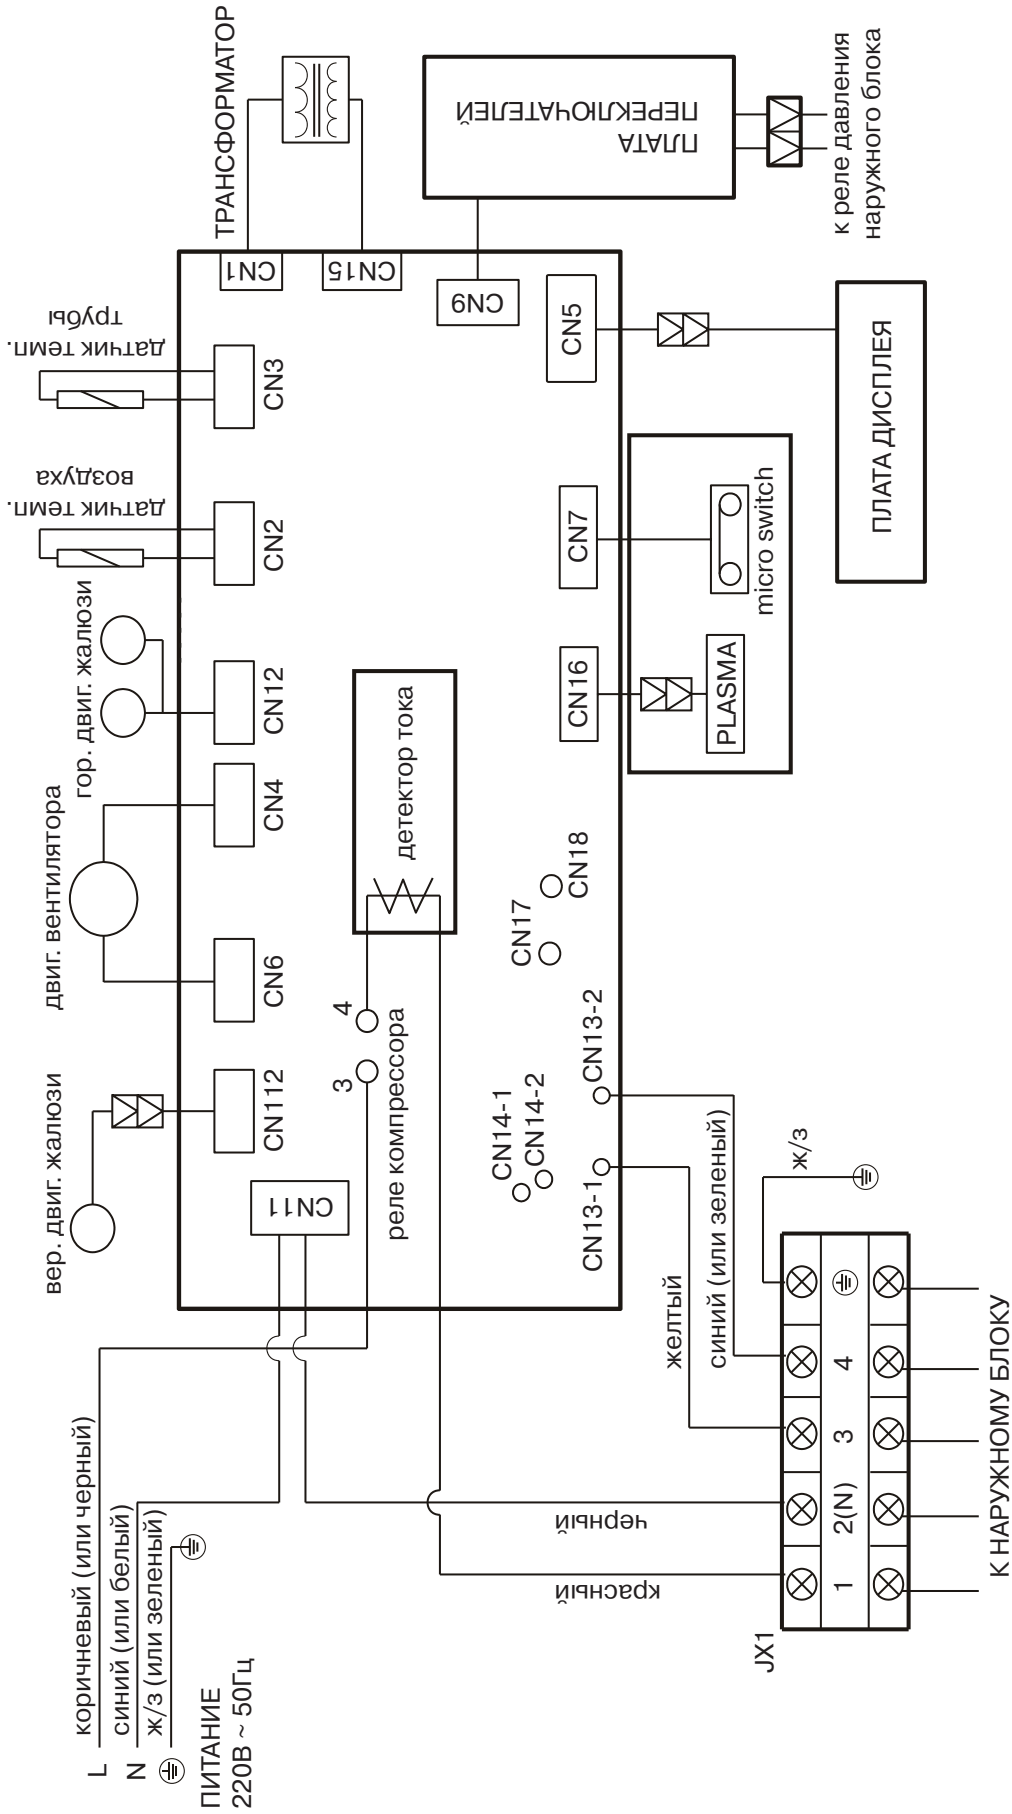 L
коричневый (или черный)
N
синий (или белый)
ж/з (или зеленый)
ПИТАНИЕ
220В ~ 50Гц
вер. двиг. жалюзи
двиг. вентилятора
гор. двиг. жалюзи
датчик темп.
воздуха
датчик темп.
трубы
ТРАНСФОРМАТОР
CN11
CN112
CN6
CN4
CN12
CN2
CN3
CN1
CN15
CN9
ПЛАТА
ПЕРЕКЛЮЧАТЕЛЕЙ
к реле давления
наружного блока
3
4
реле компрессора
детектор тока
CN14-1
CN14-2
CN13-1
CN13-2
CN17
CN18
CN16
CN7
CN5
PLASMA
micro switch
ПЛАТА ДИСПЛЕЯ
красный
черный
желтый
синий (или зеленый)
ж/з
JX1
1
2(N)
3
4
К НАРУЖНОМУ БЛОКУ